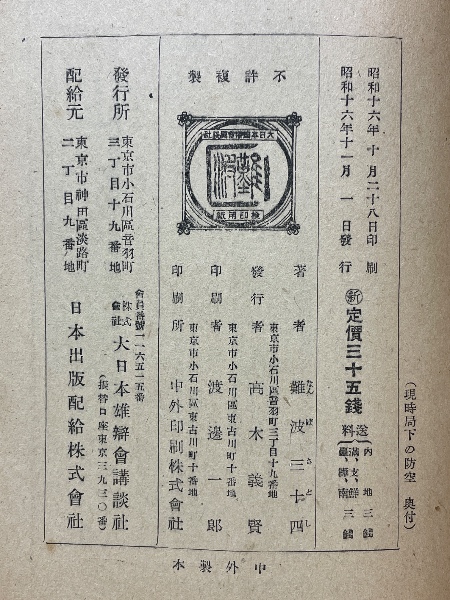 (現時局下の防空 奥付)
昭和十六年十月二十八日印刷
昭和十六年十一月一日發行
㊟定價三十五錢
送料
內地三錢
滿、支、鮮
臺、樺、南三錢
不許複製
大日本雄辯會講談社
檢印用紙
著者 難波三十四
なんばさとし
東京市小石川區音羽町三丁目十九番地
發行者 高木義賢
東京市小石川區東古川町十番地
印刷者 渡邊一郎
東京市小石川區東古川町十番地
印刷所 中外印刷株式會社
發行所
東京市小石川區音羽町
三丁目十九番地
會員番號一一六五一五番
株式會社 大日本雄辯會講談社
(振替口座東京三九三〇番)
配給元
東京市神田區淡路町
二丁目九番地
日本出版配給株式會社
中外製本